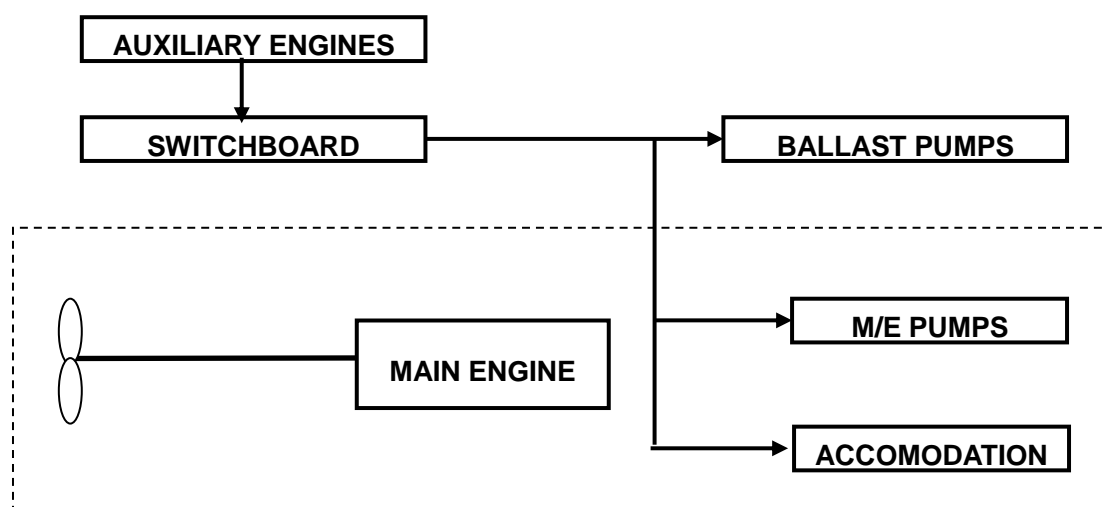 AUXILIARY ENGINES
SWITCHBOARD
BALLAST PUMPS
M/E PUMPS
MAIN ENGINE
ACCOMODATION